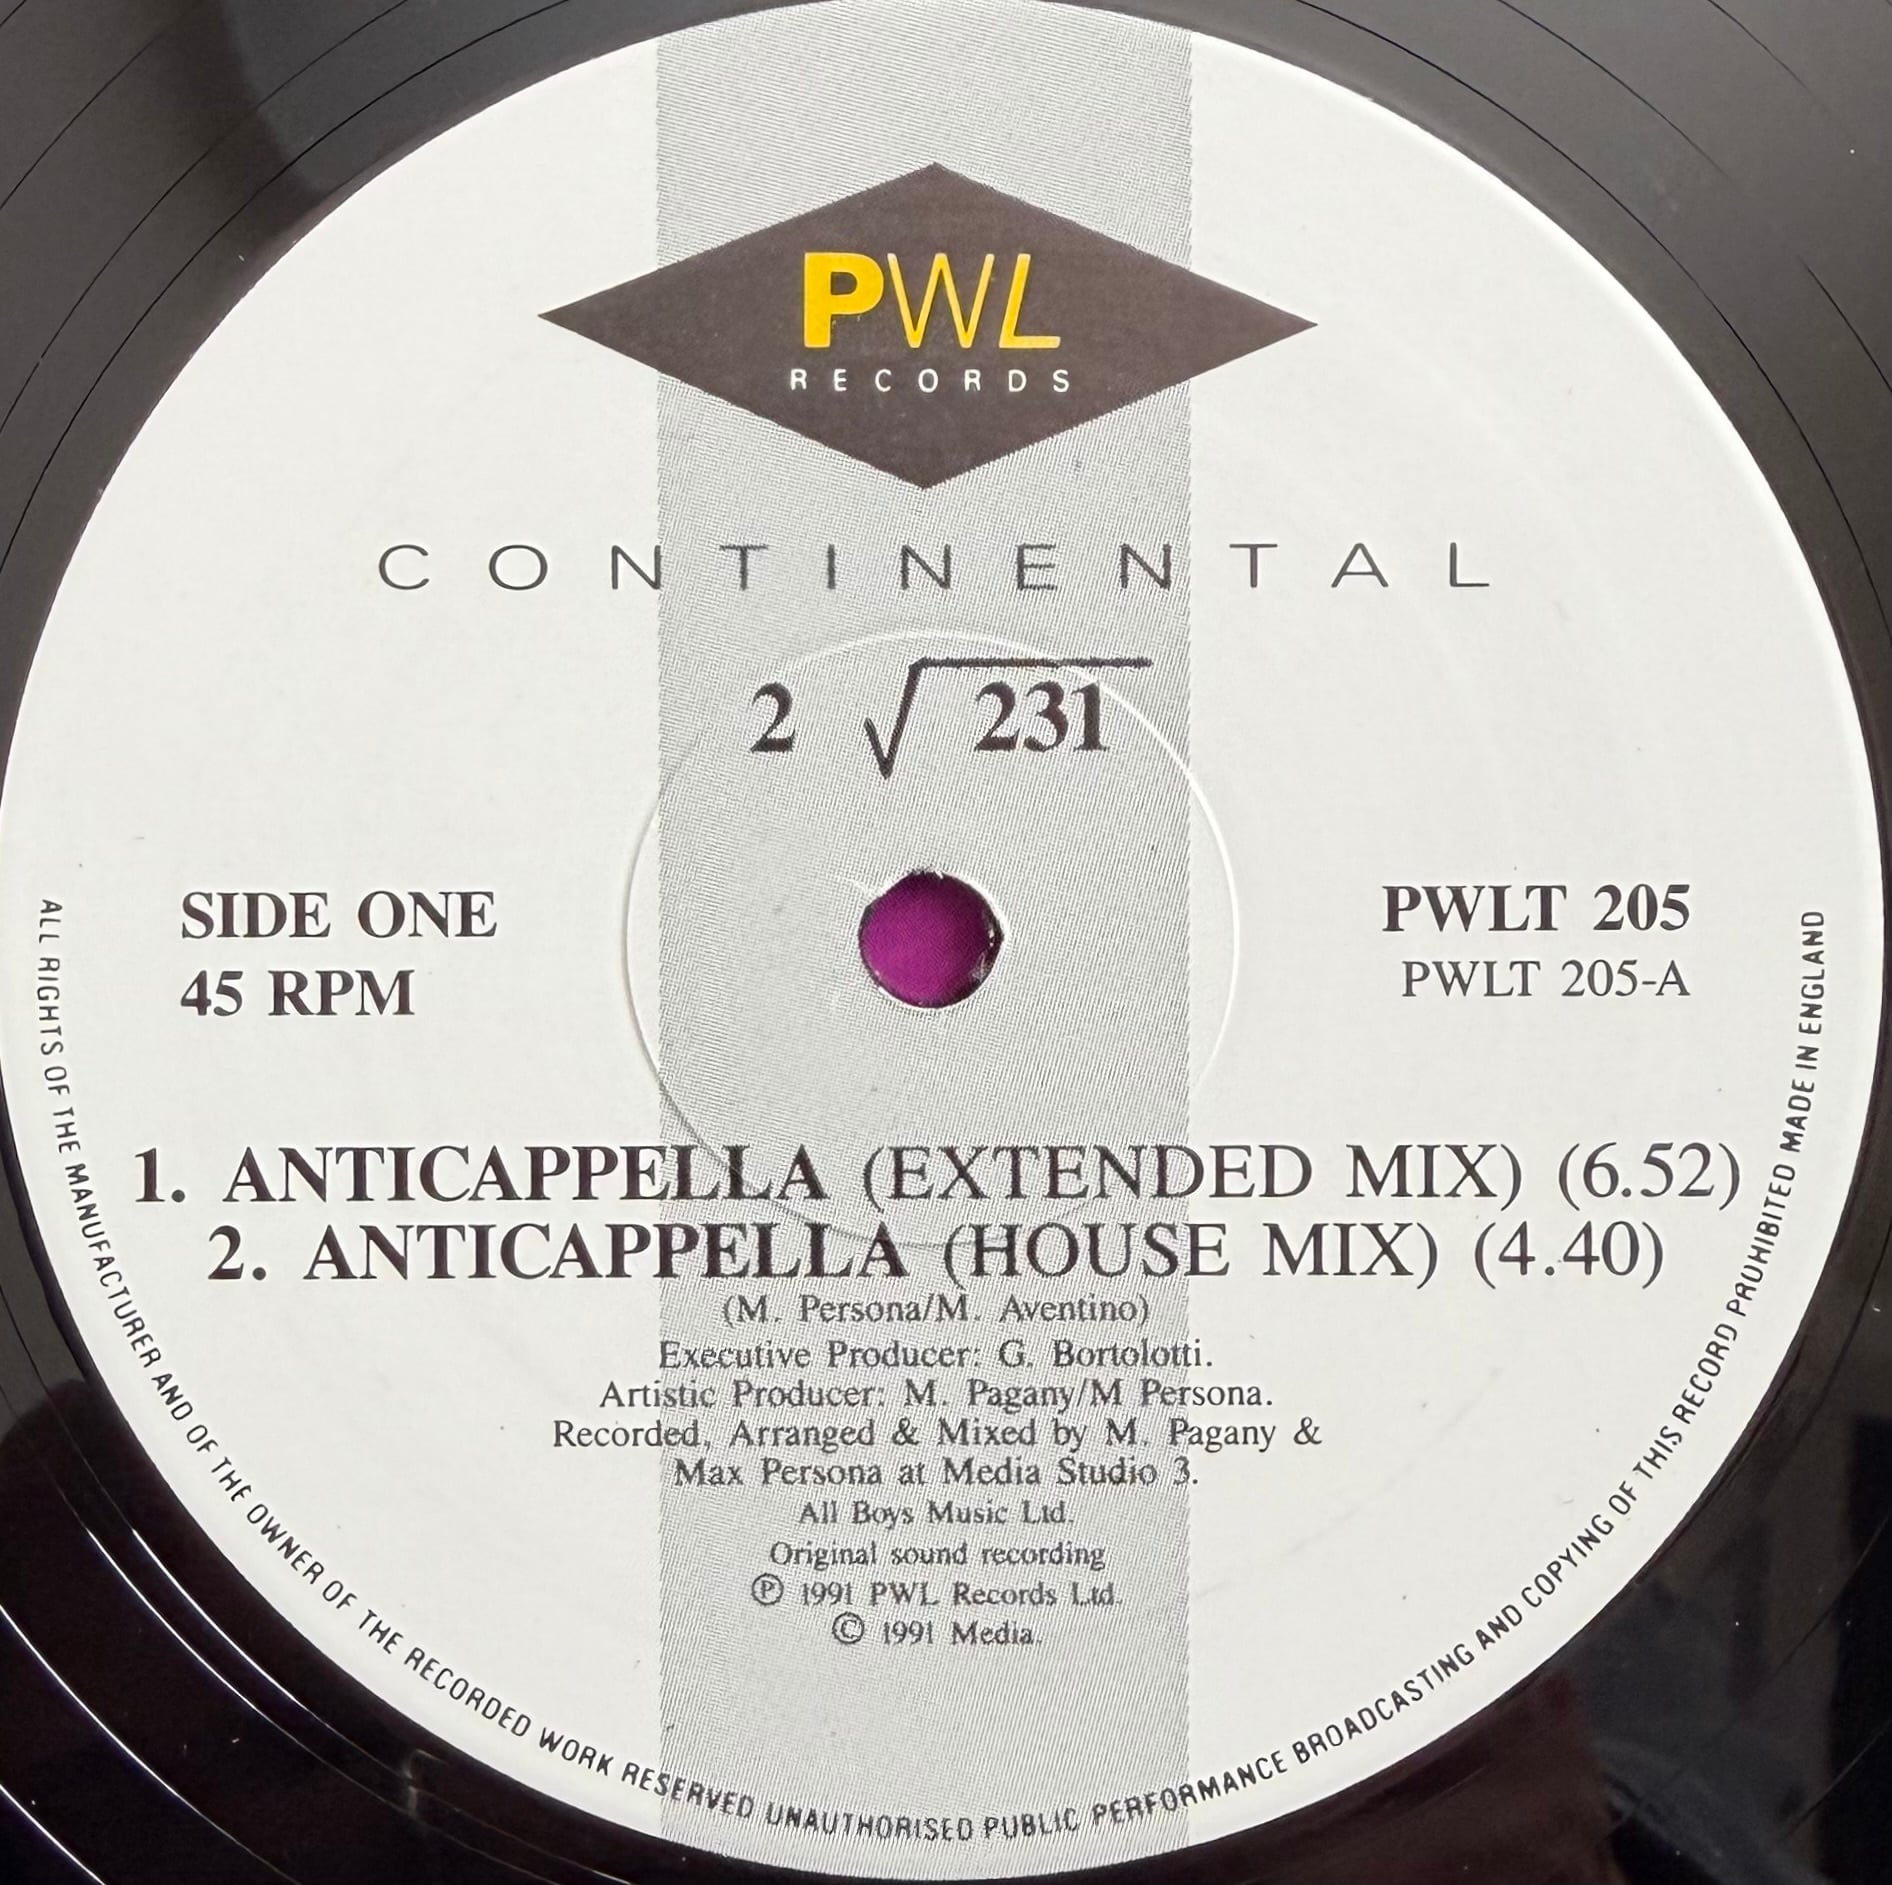 PWL
RECORDS
CONTINENTAL
2 √231
SIDE ONE
45 RPM
PWLT 205
PWLT 205-A
1. ANTICAPPELLA (EXTENDED MIX) (6.52)
2. ANTICAPPELLA (HOUSE MIX) (4.40)
(M. Persona/M. Aventino)
Executive Producer: G. Bortolotti.
Artistic Producer: M. Pagany/M Persona.
Recorded, Arranged & Mixed by M. Pagany &
Max Persona at Media Studio 3.
All Boys Music Ltd.
Original sound recording
Ⓟ 1991 PWL Records Ltd.
© 1991 Media.
ALL RIGHTS OF THE MANUFACTURER AND OF THE OWNER OF THE RECORDED WORK RESERVED UNAUTHORISED PUBLIC PERFORMANCE BROADCASTING AND COPYING OF THIS RECORD PROHIBITED MADE IN ENGLAND